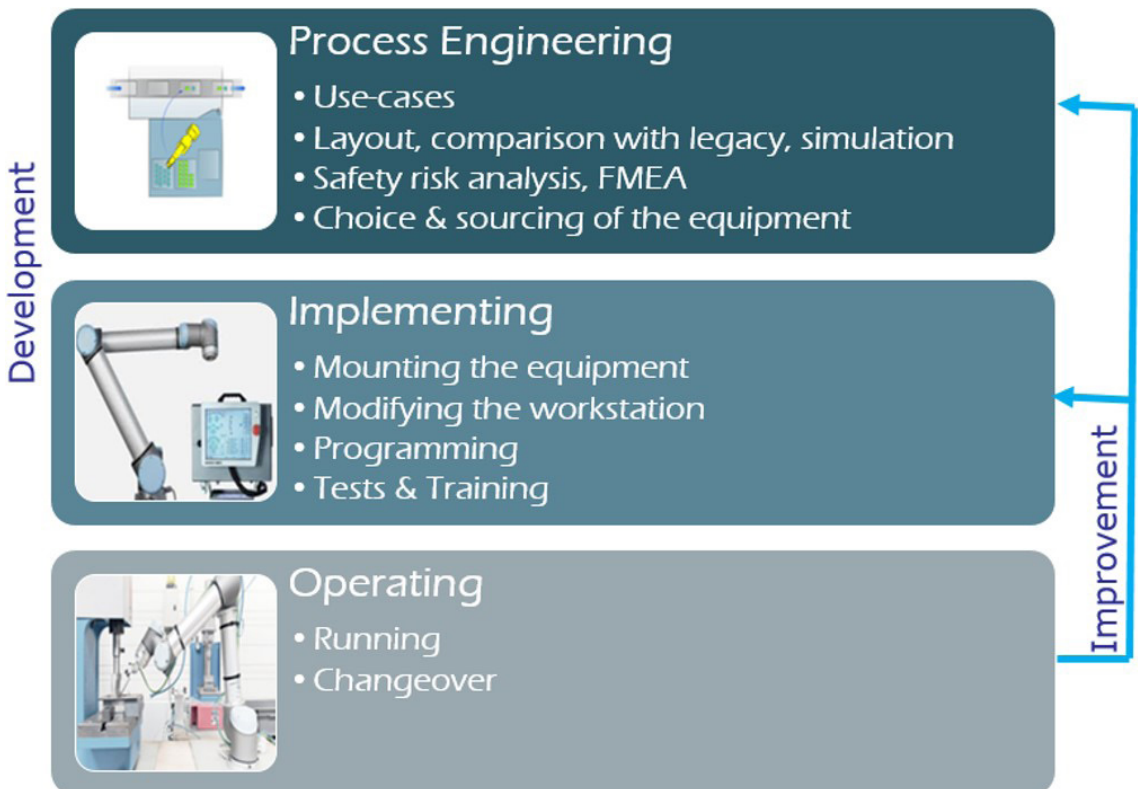 Process Engineering
• Use-cases
• Layout, comparison with legacy, simulation
• Safety risk analysis, FMEA
• Choice & sourcing of the equipment
Development
Implementing
• Mounting the equipment
• Modifying the workstation
• Programming
• Tests & Training
Improvement
Operating
• Running
• Changeover